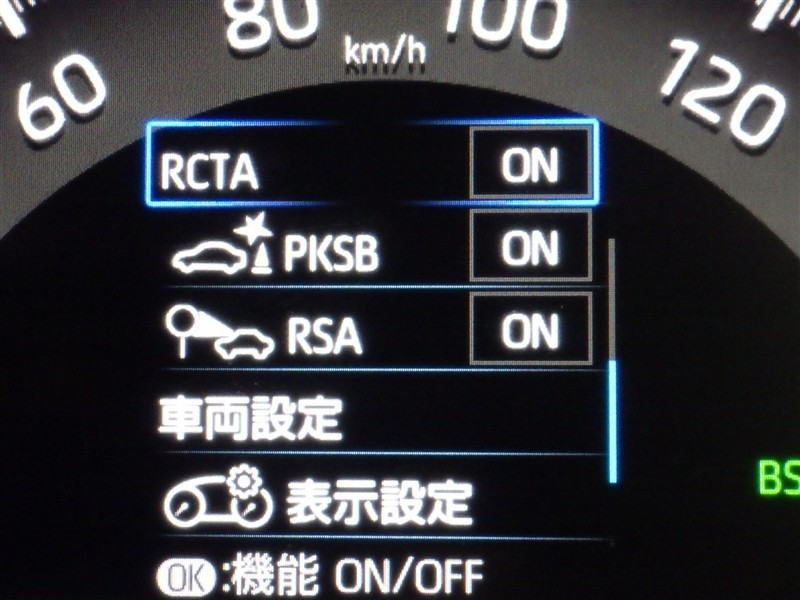 60 80 km/h 100 120
RCTA ON
PKSB ON
RSA ON
車両設定
表示設定
BS
OK:機能 ON/OFF